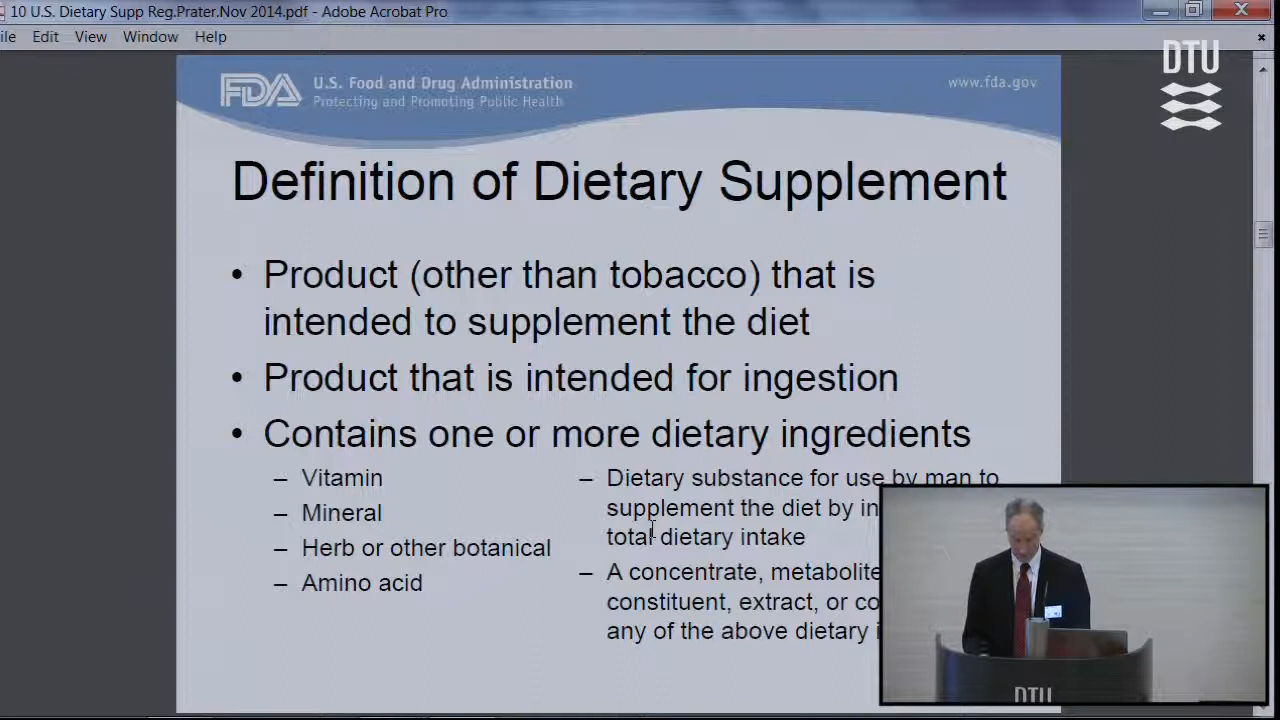 10 U.S. Dietary Supp Reg.Prater.Nov 2014.pdf - Adobe Acrobat Pro
ile Edit View Window Help
DTU
FDA U.S. Food and Drug Administration
Protecting and Promoting Public Health
www.fda.gov
Definition of Dietary Supplement
• Product (other than tobacco) that is
intended to supplement the diet
• Product that is intended for ingestion
• Contains one or more dietary ingredients
– Vitamin
– Mineral
– Herb or other botanical
– Amino acid
– Dietary substance for use by man to
supplement the diet by in
total dietary intake
– A concentrate, metabolite
constituent, extract, or co
any of the above dietary i
DTU